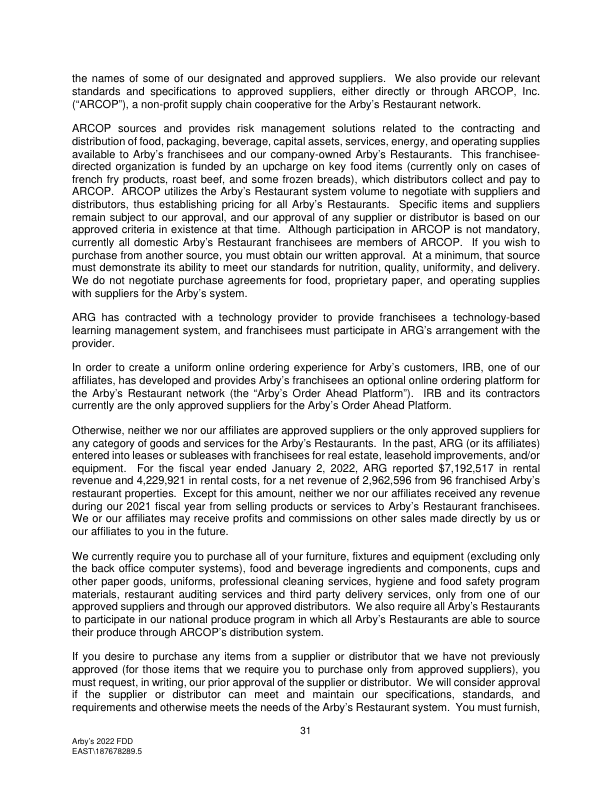 the names of some of our designated and approved suppliers. We also provide our relevant
standards and specifications to approved suppliers, either directly or through ARCOP, Inc.
(“ARCOP”), a non-profit supply chain cooperative for the Arby’s Restaurant network.
ARCOP sources and provides risk management solutions related to the contracting and
distribution of food, packaging, beverage, capital assets, services, energy, and operating supplies
available to Arby’s franchisees and our company-owned Arby’s Restaurants. This franchisee-
directed organization is funded by an upcharge on key food items (currently only on cases of
french fry products, roast beef, and some frozen breads), which distributors collect and pay to
ARCOP. ARCOP utilizes the Arby’s Restaurant system volume to negotiate with suppliers and
distributors, thus establishing pricing for all Arby’s Restaurants. Specific items and suppliers
remain subject to our approval, and our approval of any supplier or distributor is based on our
approved criteria in existence at that time. Although participation in ARCOP is not mandatory,
currently all domestic Arby’s Restaurant franchisees are members of ARCOP. If you wish to
purchase from another source, you must obtain our written approval. At a minimum, that source
must demonstrate its ability to meet our standards for nutrition, quality, uniformity, and delivery.
We do not negotiate purchase agreements for food, proprietary paper, and operating supplies
with suppliers for the Arby’s system.
ARG has contracted with a technology provider to provide franchisees a technology-based
learning management system, and franchisees must participate in ARG’s arrangement with the
provider.
In order to create a uniform online ordering experience for Arby’s customers, IRB, one of our
affiliates, has developed and provides Arby’s franchisees an optional online ordering platform for
the Arby’s Restaurant network (the “Arby’s Order Ahead Platform”). IRB and its contractors
currently are the only approved suppliers for the Arby’s Order Ahead Platform.
Otherwise, neither we nor our affiliates are approved suppliers or the only approved suppliers for
any category of goods and services for the Arby’s Restaurants. In the past, ARG (or its affiliates)
entered into leases or subleases with franchisees for real estate, leasehold improvements, and/or
equipment. For the fiscal year ended January 2, 2022, ARG reported $7,192,517 in rental
revenue and 4,229,921 in rental costs, for a net revenue of 2,962,596 from 96 franchised Arby’s
restaurant properties. Except for this amount, neither we nor our affiliates received any revenue
during our 2021 fiscal year from selling products or services to Arby’s Restaurant franchisees.
We or our affiliates may receive profits and commissions on other sales made directly by us or
our affiliates to you in the future.
We currently require you to purchase all of your furniture, fixtures and equipment (excluding only
the back office computer systems), food and beverage ingredients and components, cups and
other paper goods, uniforms, professional cleaning services, hygiene and food safety program
materials, restaurant auditing services and third party delivery services, only from one of our
approved suppliers and through our approved distributors. We also require all Arby’s Restaurants
to participate in our national produce program in which all Arby’s Restaurants are able to source
their produce through ARCOP’s distribution system.
If you desire to purchase any items from a supplier or distributor that we have not previously
approved (for those items that we require you to purchase only from approved suppliers), you
must request, in writing, our prior approval of the supplier or distributor. We will consider approval
if the supplier or distributor can meet and maintain our specifications, standards, and
requirements and otherwise meets the needs of the Arby’s Restaurant system. You must furnish,
31
Arby’s 2022 FDD
EAST\187678289.5